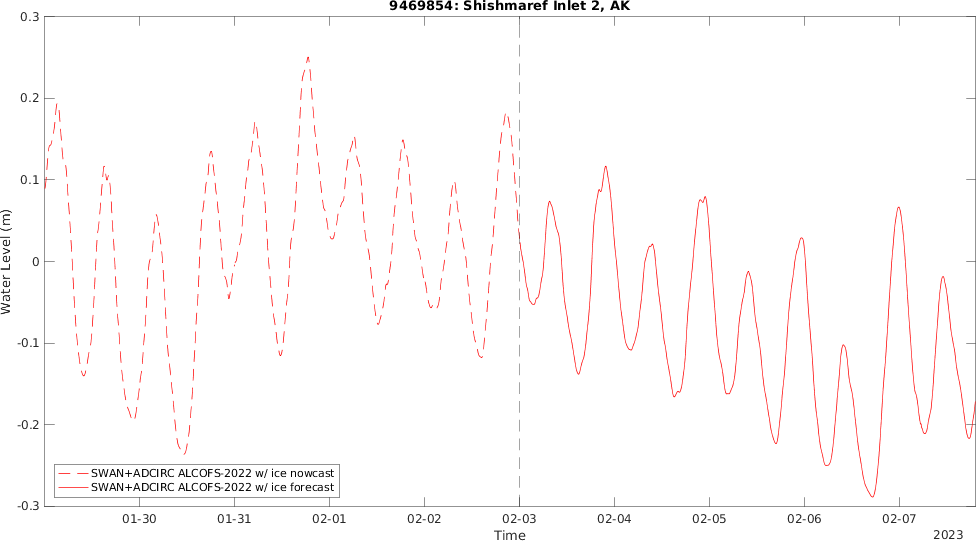 9469854: Shishmaref Inlet 2, AK
0.3
0.2
0.1
0
-0.1
-0.2
-0.3
Water Level (m)
SWAN+ADCIRC ALCOFS-2022 w/ ice nowcast
SWAN+ADCIRC ALCOFS-2022 w/ ice forecast
01-30 01-31 02-01 02-02 02-03 02-04 02-05 02-06 02-07
Time
2023